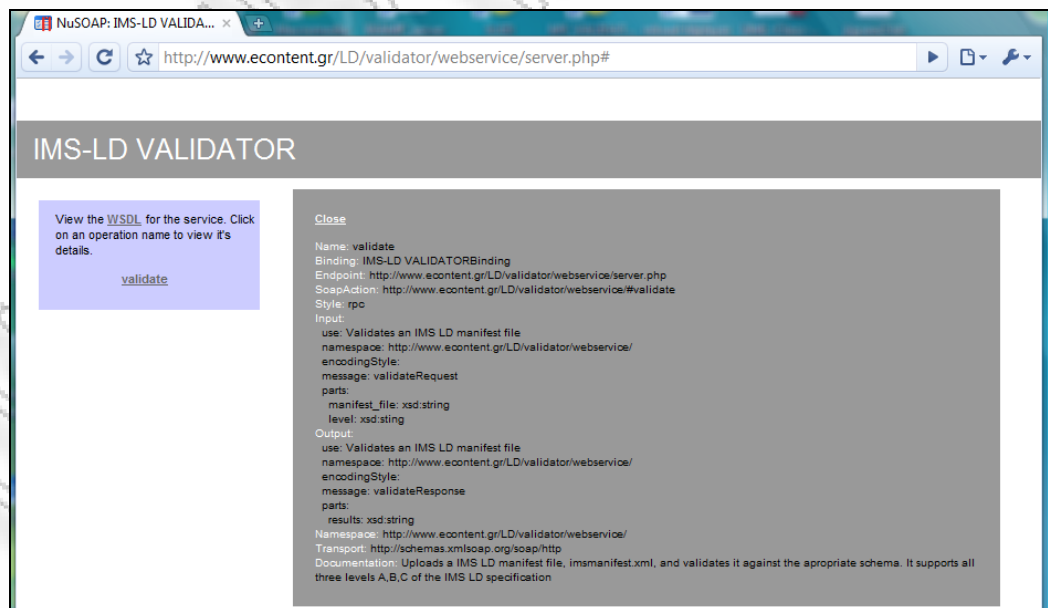 NuSOAP: IMS-LD VALIDA...
http://www.econtent.gr/LD/validator/webservice/server.php#
IMS-LD VALIDATOR
View the WSDL for the service. Click
on an operation name to view it's
details.
validate
Close
Name: validate
Binding: IMS-LD VALIDATORBinding
Endpoint: http://www.econtent.gr/LD/validator/webservice/server.php
SoapAction: http://www.econtent.gr/LD/validator/webservice/#validate
Style: rpc
Input:
use: Validates an IMS LD manifest file
namespace: http://www.econtent.gr/LD/validator/webservice/
encodingStyle:
message: validateRequest
parts:
manifest_file: xsd:string
level: xsd:sting
Output:
use: Validates an IMS LD manifest file
namespace: http://www.econtent.gr/LD/validator/webservice/
encodingStyle:
message: validateResponse
parts:
results: xsd:string
Namespace: http://www.econtent.gr/LD/validator/webservice/
Transport: http://schemas.xmlsoap.org/soap/http
Documentation: Uploads a IMS LD manifest file, imsmanifest.xml, and validates it against the apropriate schema. It supports all
three levels A,B,C of the IMS LD specification